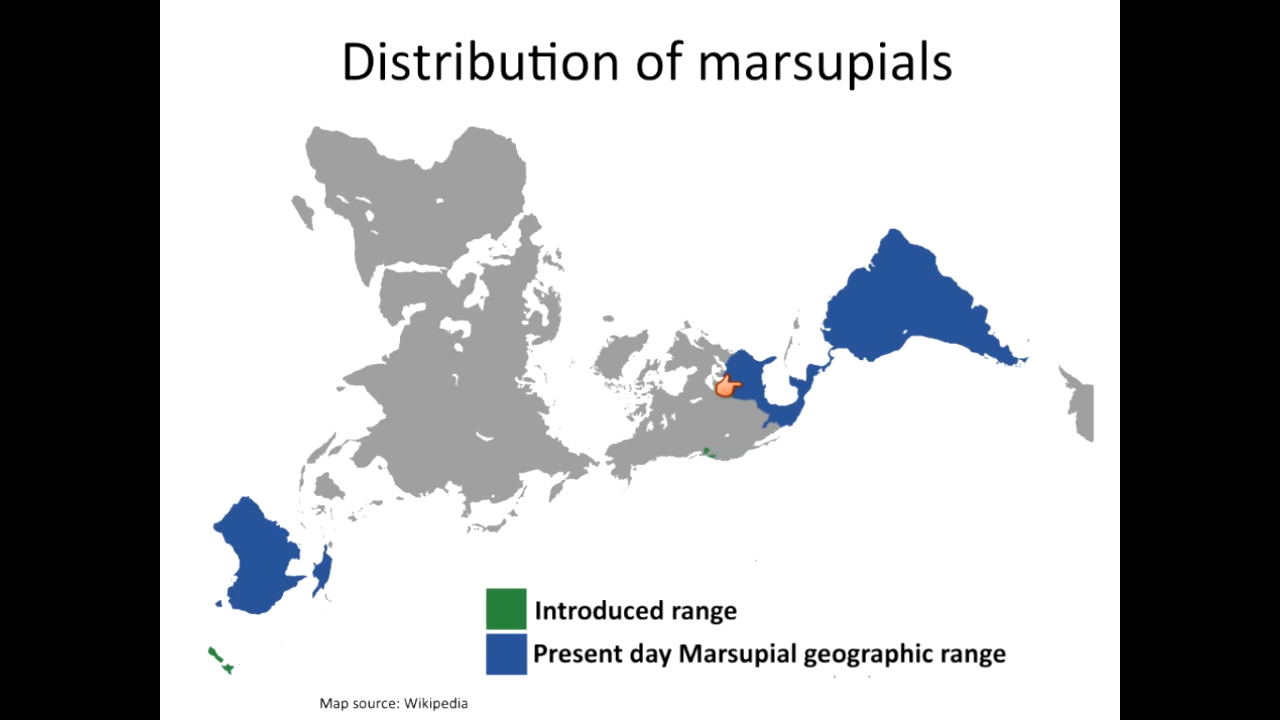 Distribution of marsupials
Introduced range
Present day Marsupial geographic range
Map source: Wikipedia